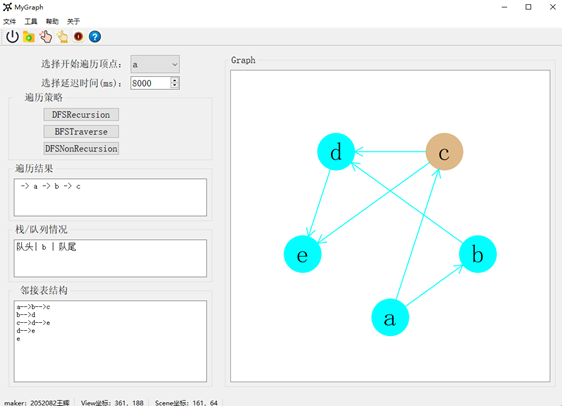 MyGraph
文件 工具 帮助 关于
选择开始遍历顶点： a
选择延迟时间(ms)： 8000
遍历策略
DFSRecursion
BFSTraverse
DFSNonRecursion
遍历结果
-> a -> b -> c
栈/队列情况
队头| b | 队尾
邻接表结构
a-->b-->c
b-->d
c-->d-->e
d-->e
e
Graph
d
c
e
b
a
maker: 2052082王辉 View坐标: 361, 188 Scene坐标: 161, 64